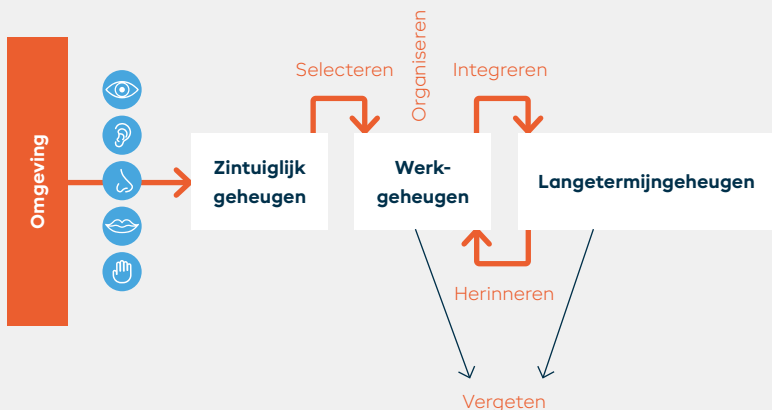 Omgeving
Selecteren
Organiseren
Integreren
Zintuiglijk
geheugen
Werk-
geheugen
Langetermijngeheugen
Herinneren
Vergeten